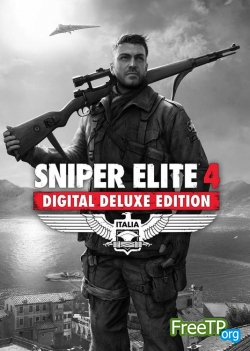 SNIPER ELITE 4
DIGITAL DELUXE EDITION
ITALIA
FreeTP
.org